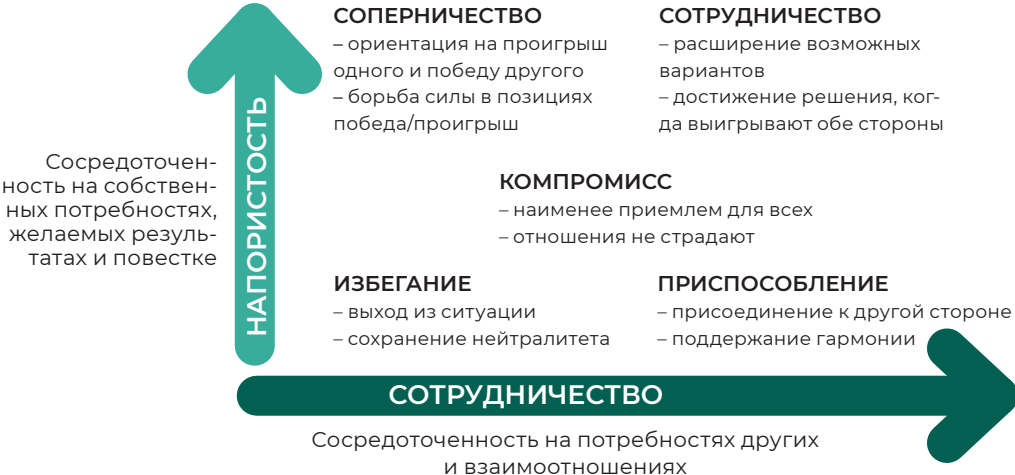 СОПЕРНИЧЕСТВО
– ориентация на проигрыш
одного и победу другого
– борьба силы в позициях
победа/проигрыш
СОТРУДНИЧЕСТВО
– расширение возможных
вариантов
– достижение решения, ког-
да выигрывают обе стороны
Сосредоточен-
ность на собствен-
ных потребностях,
желаемых резуль-
татах и повестке
НАПОРИСТОСТЬ
КОМПРОМИСС
– наименее приемлем для всех
– отношения не страдают
ИЗБЕГАНИЕ
– выход из ситуации
– сохранение нейтралитета
ПРИСПОСОБЛЕНИЕ
– присоединение к другой стороне
– поддержание гармонии
СОТРУДНИЧЕСТВО
Сосредоточенность на потребностях других
и взаимоотношениях